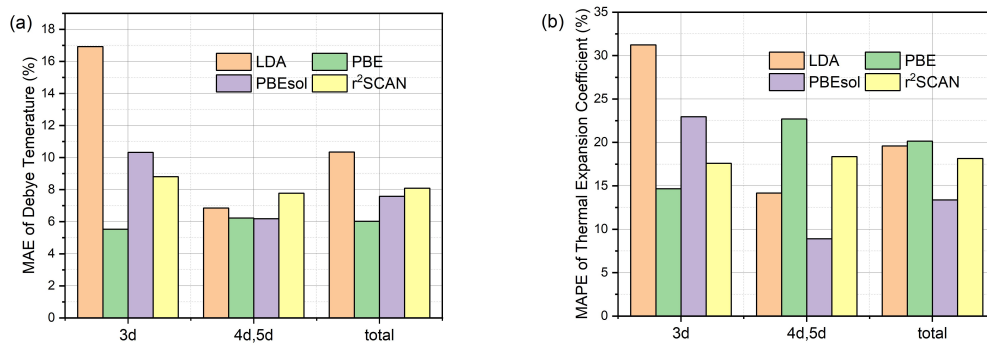 (a)
MAE of Debye Temerature (%)
18
16
14
12
10
8
6
4
2
0
LDA
PBE
PBEsol
r²SCAN
3d
4d,5d
total
(b)
MAPE of Thermal Expansion Coefficient (%)
35
30
25
20
15
10
5
0
LDA
PBE
PBEsol
r²SCAN
3d
4d,5d
total